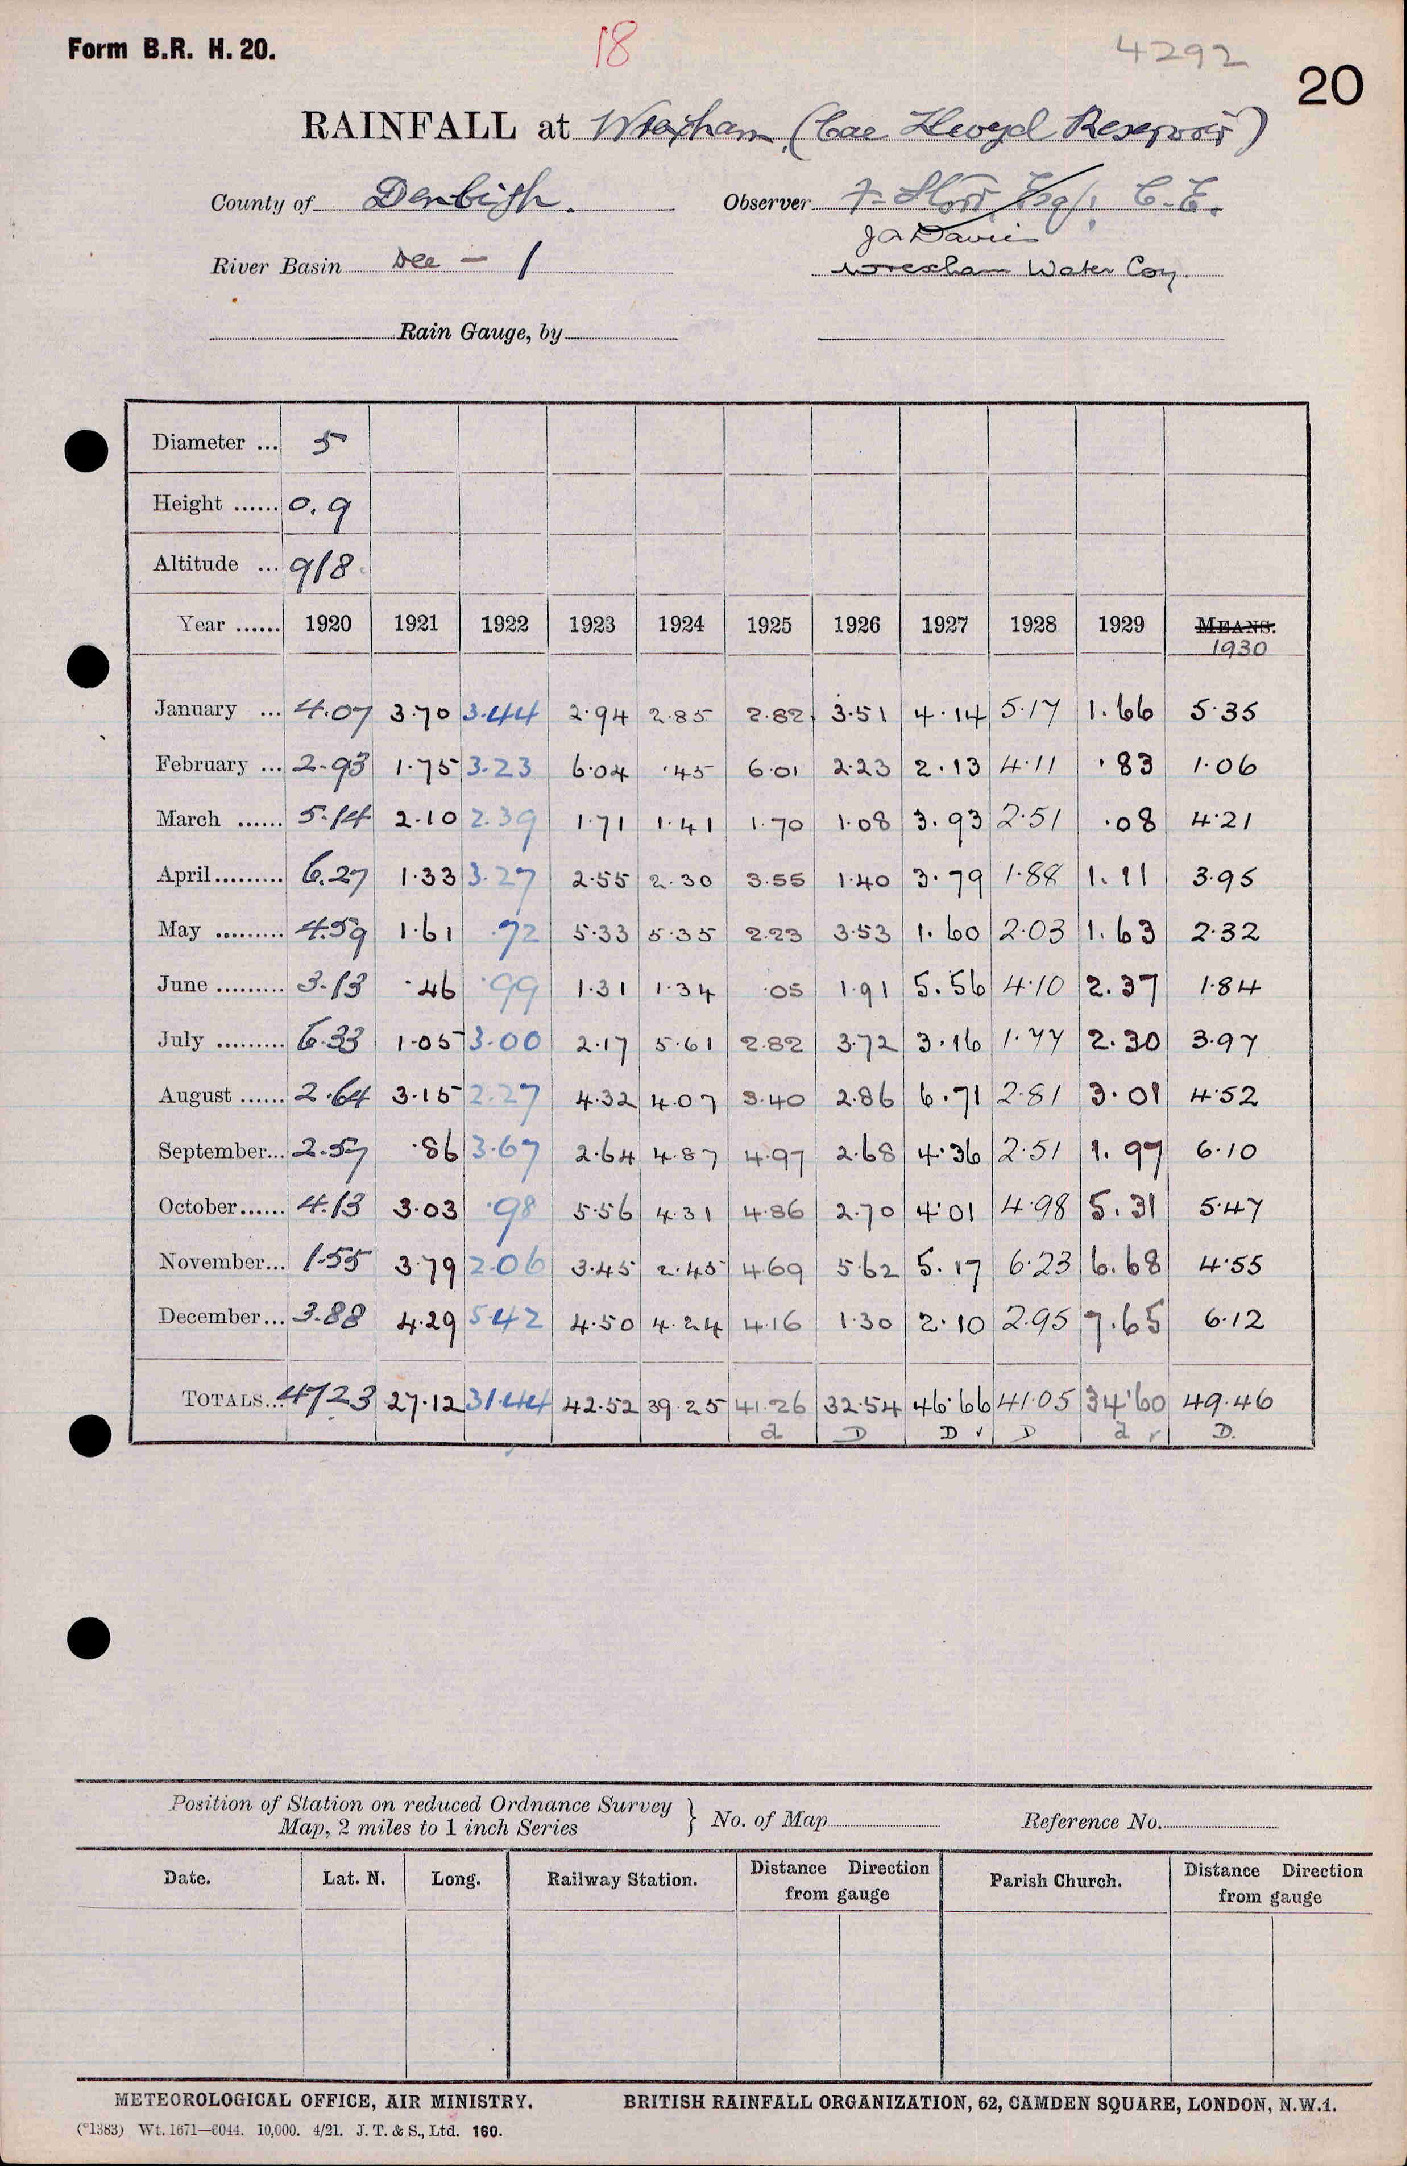 Form B.R. H. 20.
18
4292
20
RAINFALL at Wrexham, (Cae Llwyd Reservoir)
County of Denbigh.
Observer F. Storr Esq., C.E.
J A Davies
River Basin Dee - 1
Wrexham Water Coy.
Rain Gauge, by
Diameter ... 5
Height ...... 0.9
Altitude ... 918
Year ...... 1920 1921 1922 1923 1924 1925 1926 1927 1928 1929 MEANS.
1930
January ... 4.07 3.70 3.44 2.94 2.85 2.82 3.51 4.14 5.17 1.66 5.35
February ... 2.93 1.75 3.23 6.04 .45 6.01 2.23 2.13 4.11 .83 1.06
March ...... 5.14 2.10 2.39 1.71 1.41 1.70 1.08 3.93 2.51 .08 4.21
April......... 6.27 1.33 3.27 2.55 2.30 3.55 1.40 3.79 1.88 1.11 3.95
May ......... 4.59 1.61 .72 5.33 5.35 2.23 3.53 1.60 2.03 1.63 2.32
June ......... 3.13 .46 .99 1.31 1.34 .05 1.91 5.56 4.10 2.37 1.84
July ......... 6.33 1.05 3.00 2.17 5.61 2.82 3.72 3.16 1.77 2.30 3.97
August ...... 2.64 3.15 2.27 4.32 4.07 3.40 2.86 6.71 2.81 3.01 4.52
September... 2.57 .86 3.67 2.64 4.87 4.97 2.68 4.36 2.51 1.97 6.10
October...... 4.13 3.03 .98 5.56 4.31 4.86 2.70 4.01 4.98 5.31 5.47
November... 1.55 3.79 2.06 3.45 2.45 4.69 5.62 5.17 6.23 6.68 4.55
December... 3.88 4.29 5.42 4.50 4.24 4.16 1.30 2.10 2.95 7.65 6.12
TOTALS... 47.23 27.12 31.44 42.52 39.25 41.26 32.54 46.66 41.05 34.60 49.46
d D D ✓ D d ✓ D.
Position of Station on reduced Ordnance Survey
Map, 2 miles to 1 inch Series } No. of Map Reference No.
Date. Lat. N. Long. Railway Station. Distance Direction
from gauge Parish Church. Distance Direction
from gauge
METEOROLOGICAL OFFICE, AIR MINISTRY. BRITISH RAINFALL ORGANIZATION, 62, CAMDEN SQUARE, LONDON, N.W.1.
(*1383) Wt. 1671—6044. 10,000. 4/21. J. T. & S., Ltd. 160.